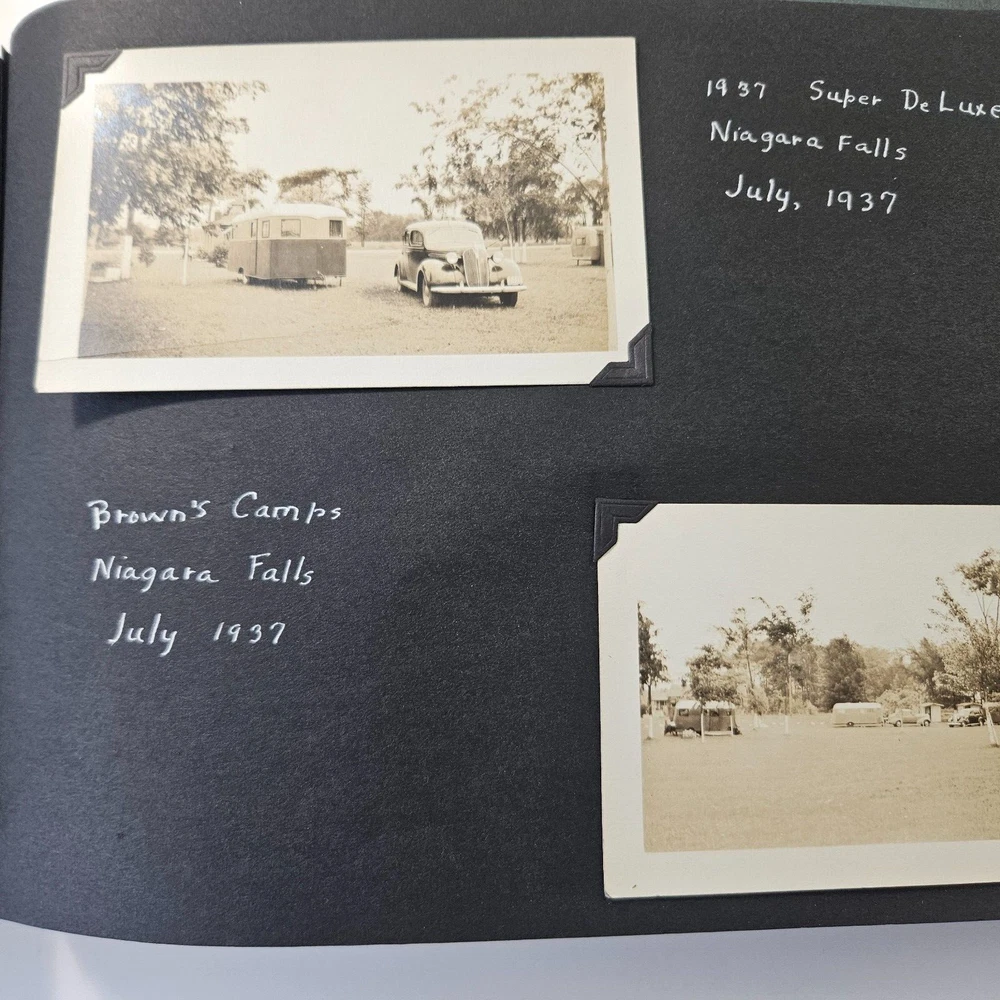 1937 Super DeLuxe
Niagara Falls
July, 1937
Brown's Camps
Niagara Falls
July 1937